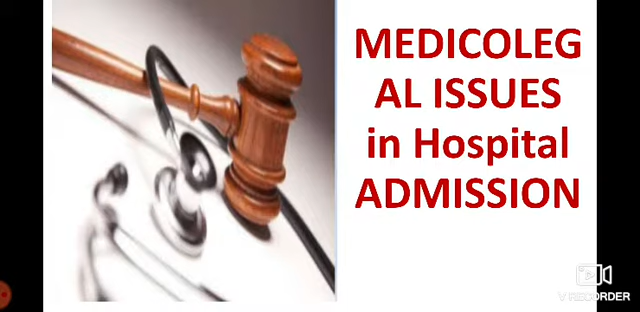 MEDICOLEG
AL ISSUES
in Hospital
ADMISSION
V RECORDER